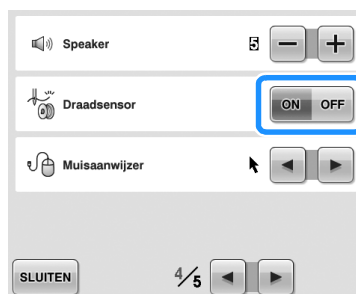 Speaker 5 − +
Draadsensor ON OFF
Muisaanwijzer
SLUITEN 4/5